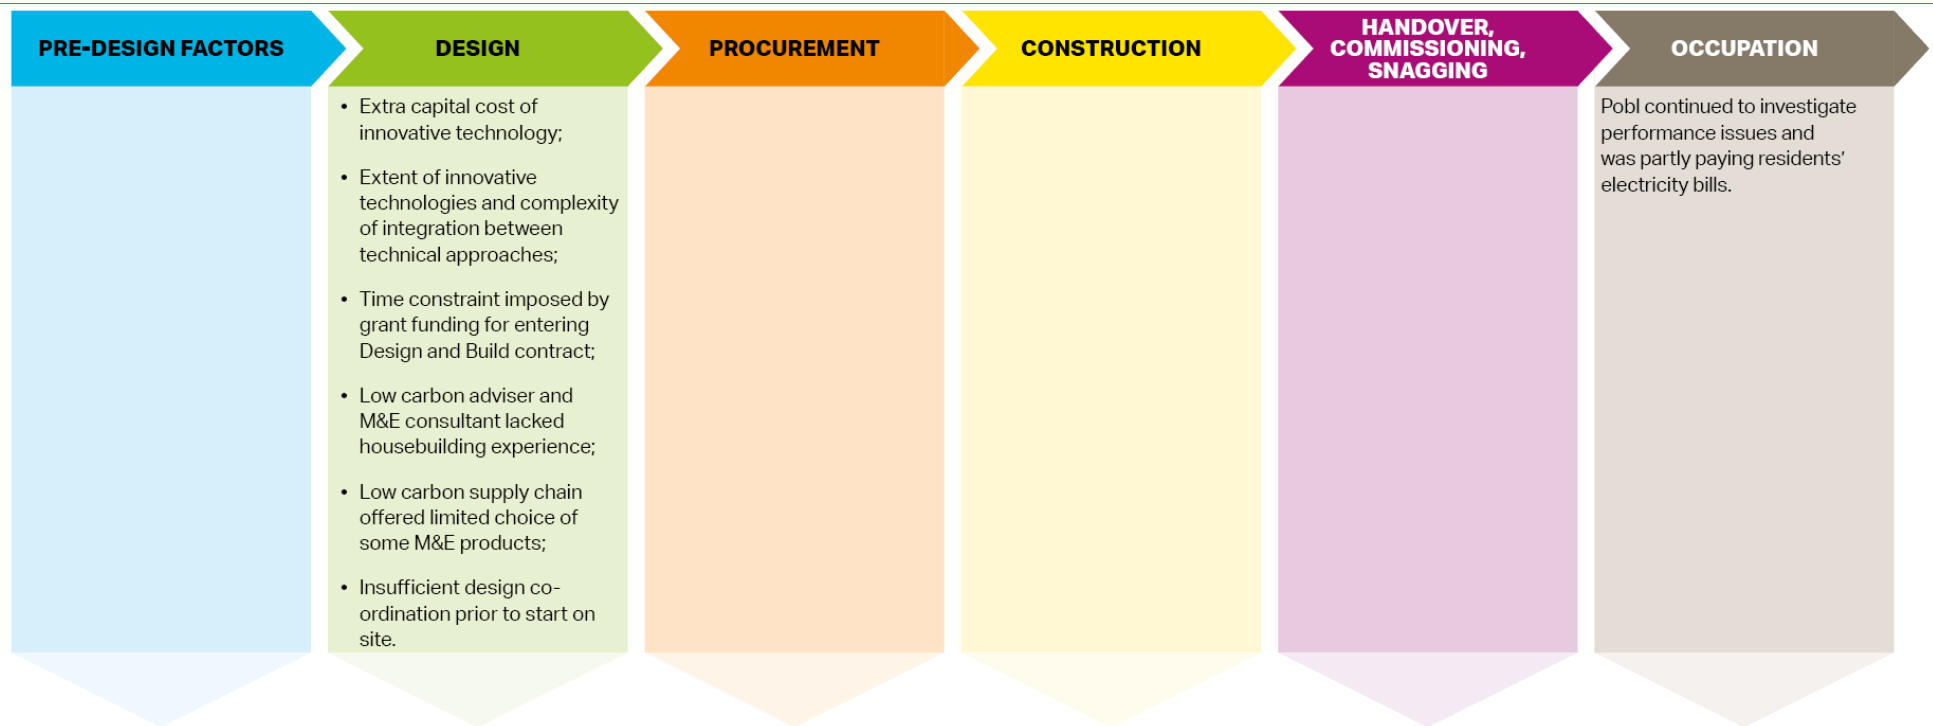 PRE-DESIGN FACTORS
DESIGN
PROCUREMENT
CONSTRUCTION
HANDOVER,
COMMISSIONING,
SNAGGING
OCCUPATION
• Extra capital cost of
innovative technology;
• Extent of innovative
technologies and complexity
of integration between
technical approaches;
• Time constraint imposed by
grant funding for entering
Design and Build contract;
• Low carbon adviser and
M&E consultant lacked
housebuilding experience;
• Low carbon supply chain
offered limited choice of
some M&E products;
• Insufficient design co-
ordination prior to start on
site.
Pobl continued to investigate
performance issues and
was partly paying residents’
electricity bills.